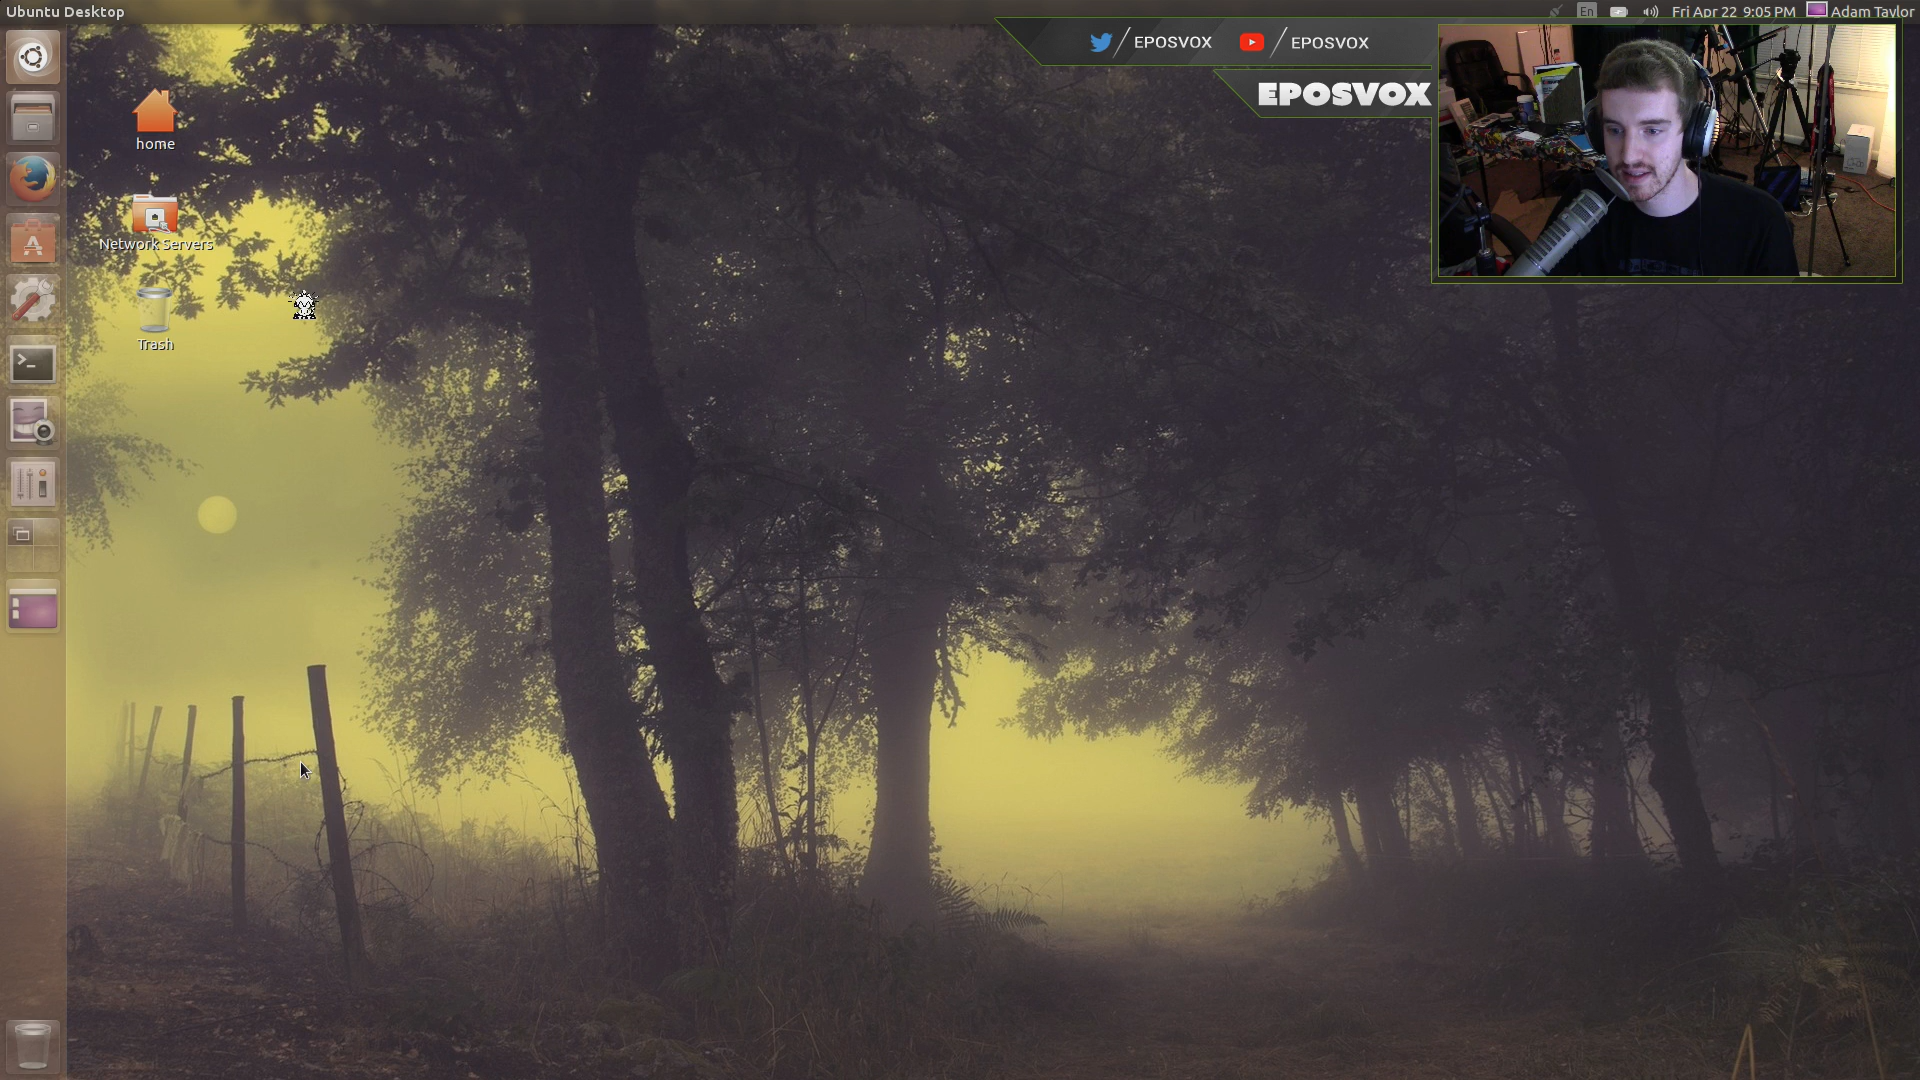 Ubuntu Desktop
En
Fri Apr 22 9:05 PM
Adam Taylor
EPOSVOX
EPOSVOX
EPOSVOX
home
Network Servers
Trash